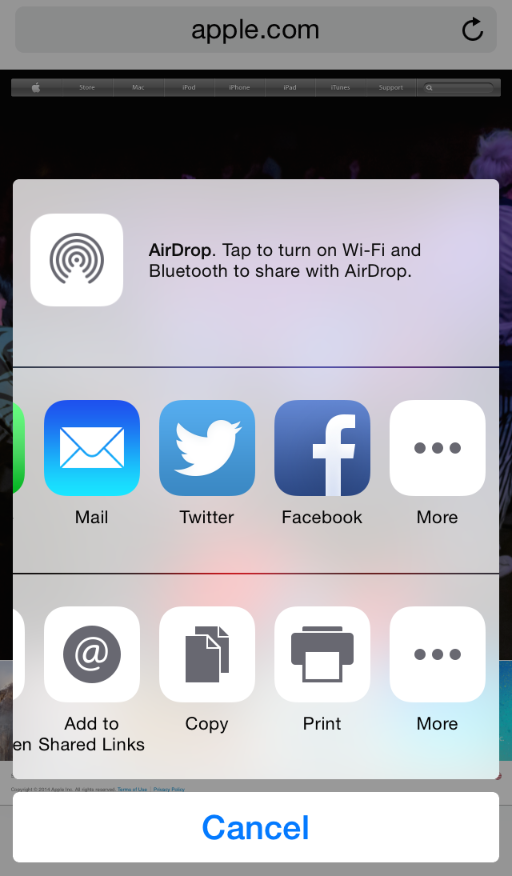 apple.com
Store Mac iPod iPhone iPad iTunes Support
AirDrop. Tap to turn on Wi-Fi and
Bluetooth to share with AirDrop.
Mail Twitter Facebook More
Add to Copy Print More
en Shared Links
Copyright © 2014 Apple Inc. All rights reserved. Terms of Use | Privacy Policy
Cancel